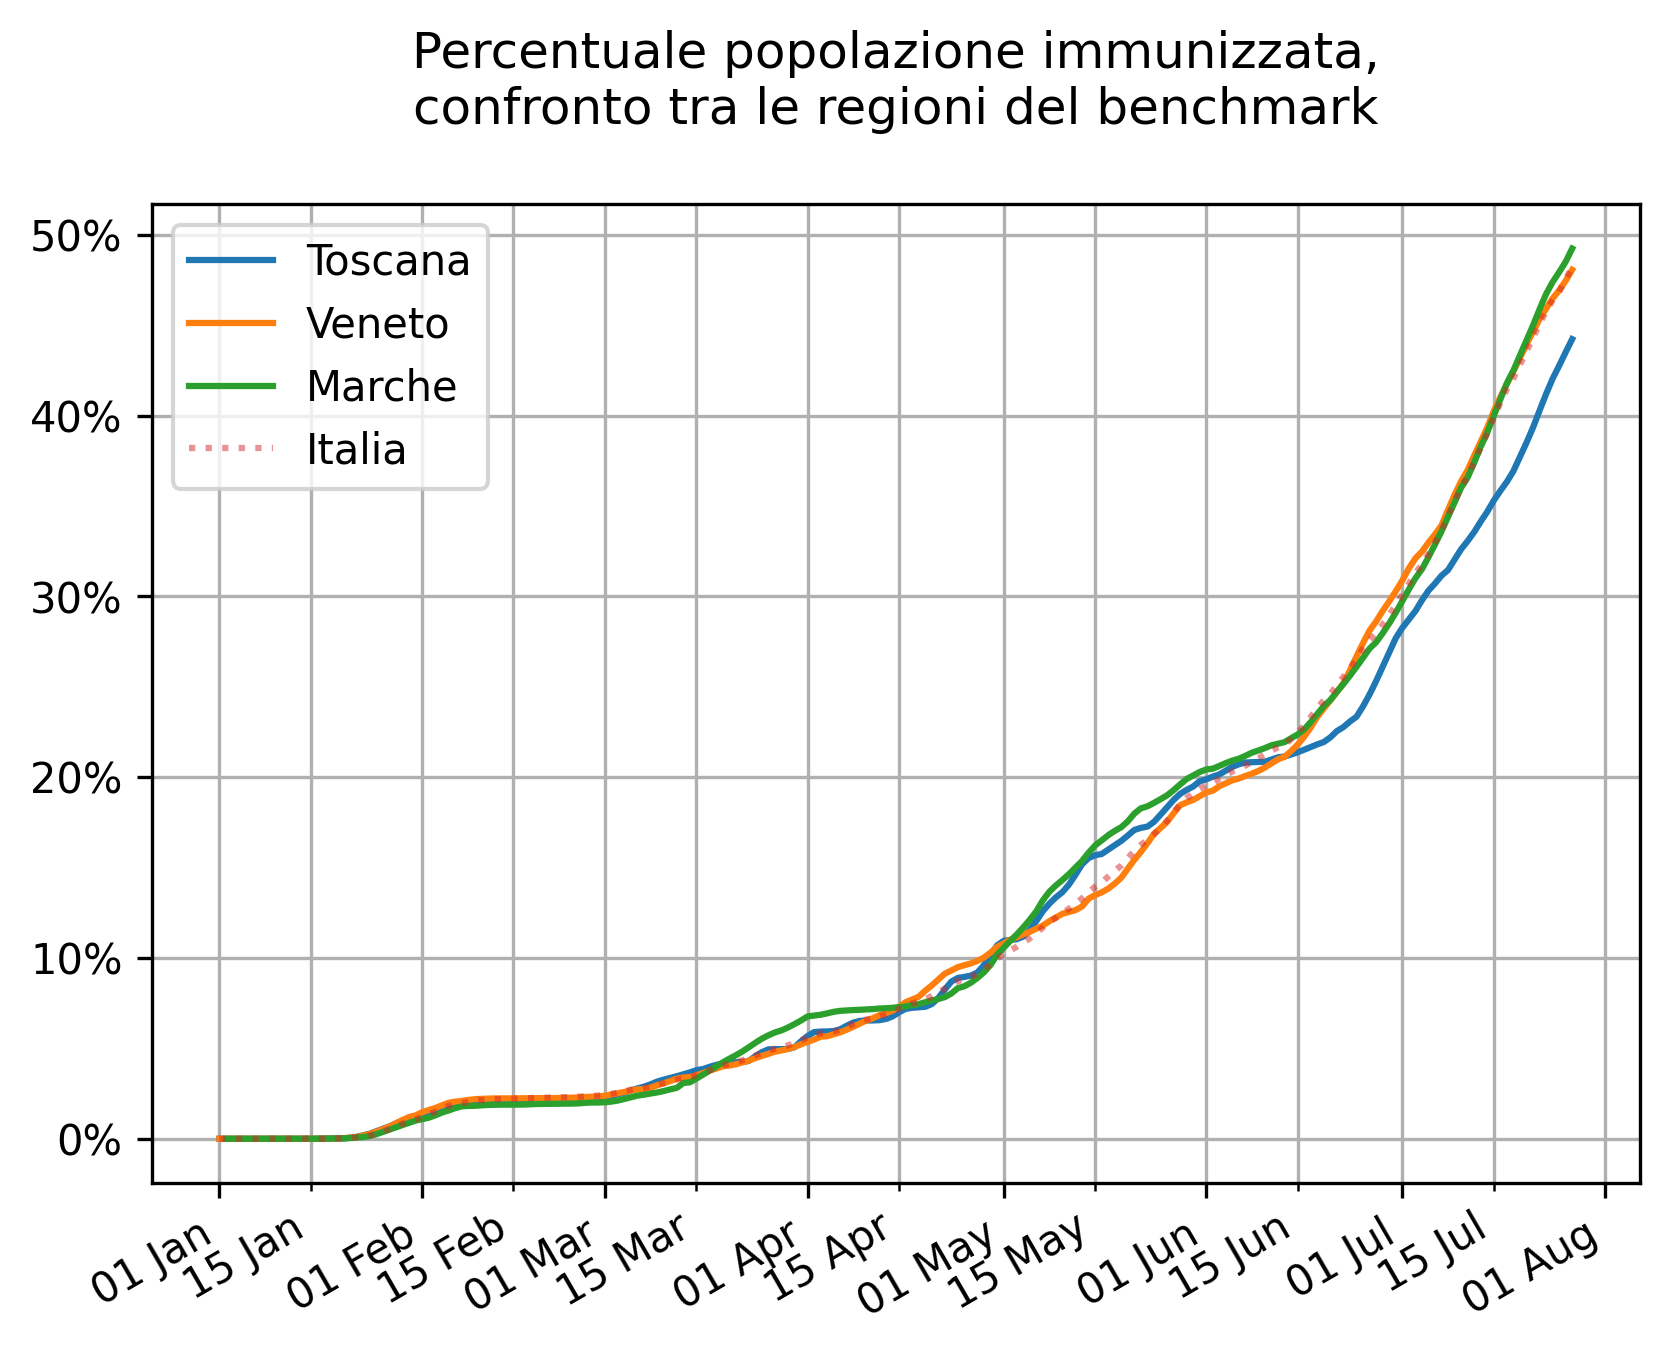 Percentuale popolazione immunizzata,
confronto tra le regioni del benchmark
50%
40%
30%
20%
10%
0%
Toscana
Veneto
Marche
Italia
01 Jan
15 Jan
01 Feb
15 Feb
01 Mar
15 Mar
01 Apr
15 Apr
01 May
15 May
01 Jun
15 Jun
01 Jul
15 Jul
01 Aug